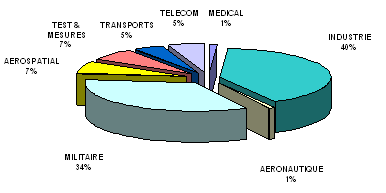 TELECOM
5%
MEDICAL
1%
TEST &
MESURES
7%
TRANSPORTS
5%
INDUSTRIE
40%
AEROSPATIAL
7%
MILITAIRE
34%
AERONAUTIQUE
1%